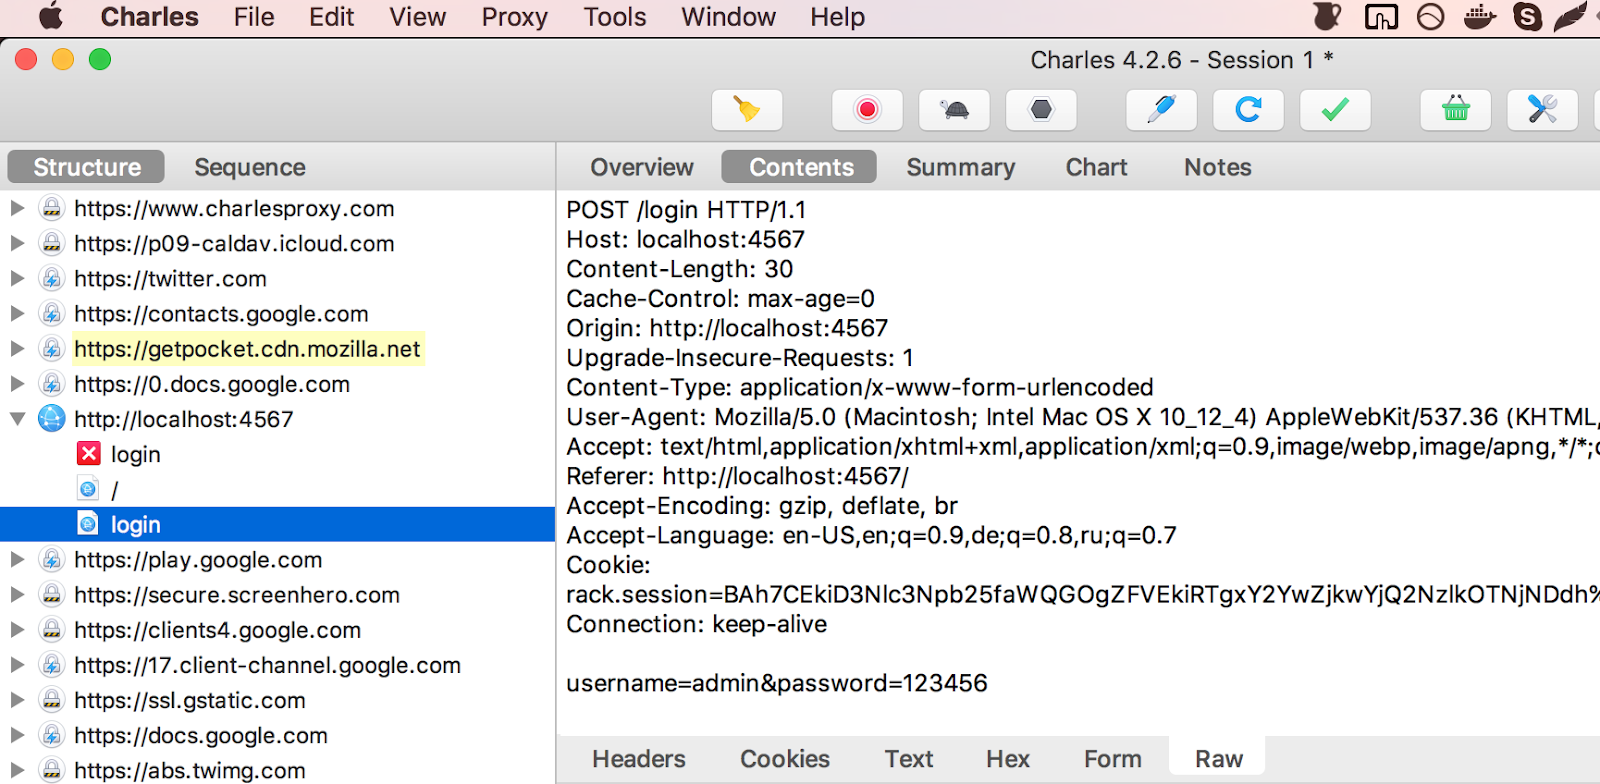 Charles File Edit View Proxy Tools Window Help
Charles 4.2.6 - Session 1 *
Structure Sequence
Overview Contents Summary Chart Notes
https://www.charlesproxy.com
https://p09-caldav.icloud.com
https://twitter.com
https://contacts.google.com
https://getpocket.cdn.mozilla.net
https://0.docs.google.com
http://localhost:4567
login
/
login
https://play.google.com
https://secure.screenhero.com
https://clients4.google.com
https://17.client-channel.google.com
https://ssl.gstatic.com
https://docs.google.com
https://abs.twimg.com
POST /login HTTP/1.1
Host: localhost:4567
Content-Length: 30
Cache-Control: max-age=0
Origin: http://localhost:4567
Upgrade-Insecure-Requests: 1
Content-Type: application/x-www-form-urlencoded
User-Agent: Mozilla/5.0 (Macintosh; Intel Mac OS X 10_12_4) AppleWebKit/537.36 (KHTML,
Accept: text/html,application/xhtml+xml,application/xml;q=0.9,image/webp,image/apng,*/*;
Referer: http://localhost:4567/
Accept-Encoding: gzip, deflate, br
Accept-Language: en-US,en;q=0.9,de;q=0.8,ru;q=0.7
Cookie:
rack.session=BAh7CEkiD3Nlc3Npb25faWQGOgZFVEkiRTgxY2YwZjkwYjQ2NzlkOTNjNDdh%
Connection: keep-alive
username=admin&password=123456
Headers Cookies Text Hex Form Raw